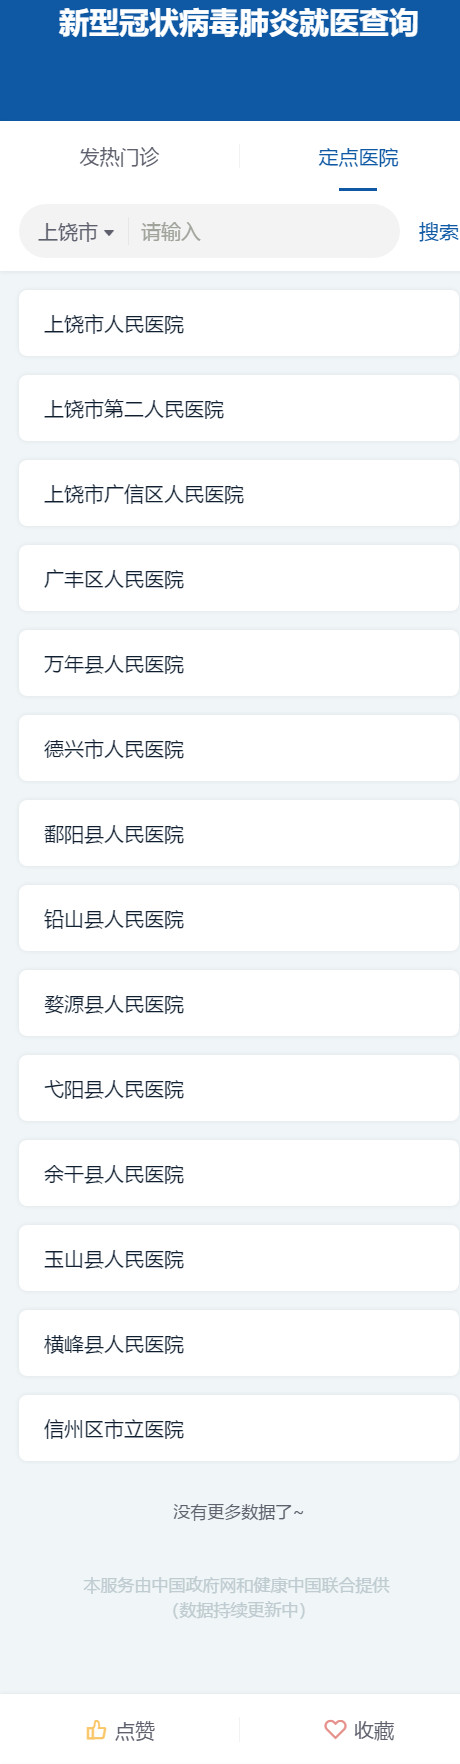 新型冠状病毒肺炎就医查询
发热门诊
定点医院
上饶市 请输入 搜索
上饶市人民医院
上饶市第二人民医院
上饶市广信区人民医院
广丰区人民医院
万年县人民医院
德兴市人民医院
鄱阳县人民医院
铅山县人民医院
婺源县人民医院
弋阳县人民医院
余干县人民医院
玉山县人民医院
横峰县人民医院
信州区市立医院
没有更多数据了~
本服务由中国政府网和健康中国联合提供
（数据持续更新中）
点赞
收藏